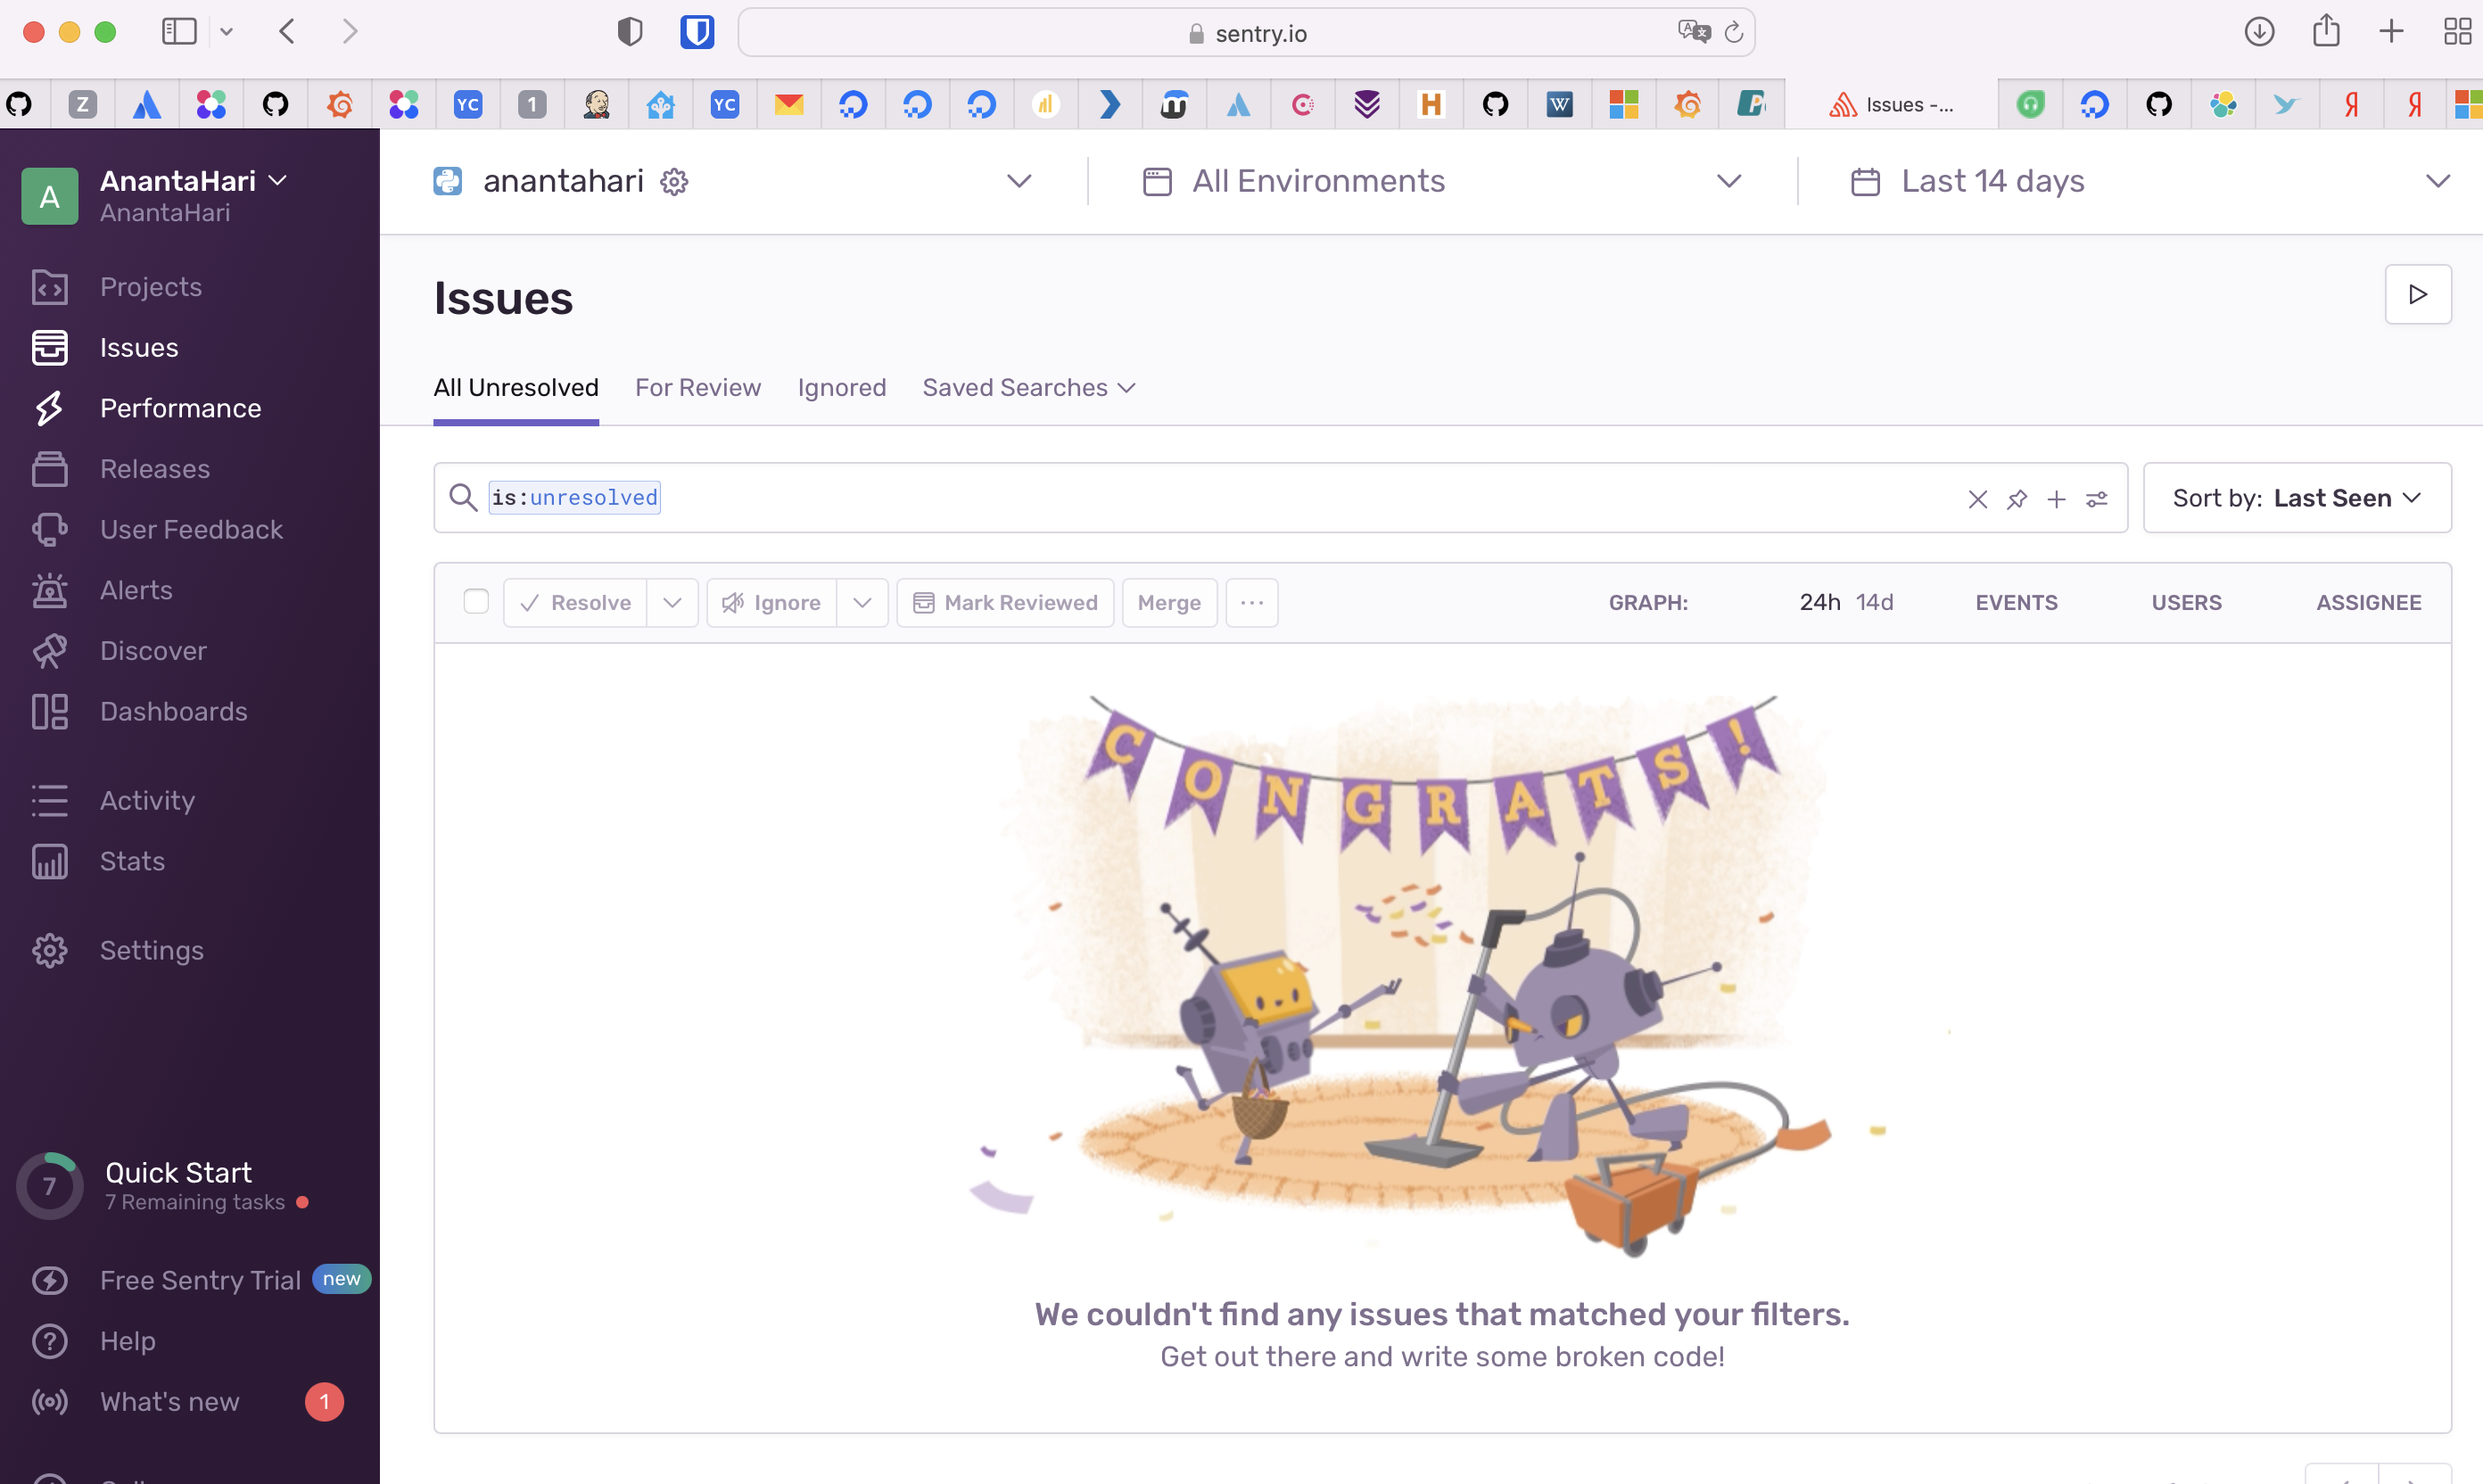 sentry.io
Z
YC
1
YC
m
H
W
P
Issues -...
Я
Я
A
AnantaHari
AnantaHari
Projects
Issues
Performance
Releases
User Feedback
Alerts
Discover
Dashboards
Activity
Stats
Settings
7
Quick Start
7 Remaining tasks
Free Sentry Trial new
Help
What's new 1
anantahari
All Environments
Last 14 days
Issues
All Unresolved For Review Ignored Saved Searches
is:unresolved
Sort by: Last Seen
Resolve Ignore Mark Reviewed Merge ...
GRAPH: 24h 14d EVENTS USERS ASSIGNEE
CONGRATS!
We couldn't find any issues that matched your filters.
Get out there and write some broken code!